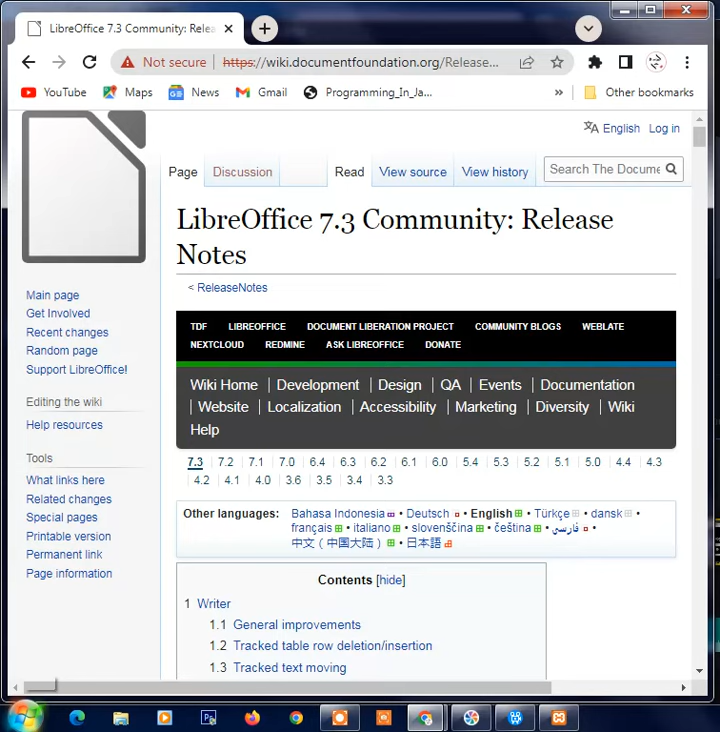 LibreOffice 7.3 Community: Relea
Not secure https://wiki.documentfoundation.org/Release...
YouTube Maps News Gmail Programming_In_Ja... » Other bookmarks
English Log in
Page Discussion Read View source View history Search The Docume
LibreOffice 7.3 Community: Release
Notes
< ReleaseNotes
Main page
Get Involved
Recent changes
Random page
Support LibreOffice!
Editing the wiki
Help resources
Tools
What links here
Related changes
Special pages
Printable version
Permanent link
Page information
TDF LIBREOFFICE DOCUMENT LIBERATION PROJECT COMMUNITY BLOGS WEBLATE
NEXTCLOUD REDMINE ASK LIBREOFFICE DONATE
Wiki Home | Development | Design | QA | Events | Documentation
| Website | Localization | Accessibility | Marketing | Diversity | Wiki
Help
7.3 7.2 7.1 7.0 6.4 6.3 6.2 6.1 6.0 5.4 5.3 5.2 5.1 5.0 4.4 4.3
4.2 4.1 4.0 3.6 3.5 3.4 3.3
Other languages: Bahasa Indonesia • Deutsch • English • Türkçe • dansk •
français • italiano • slovenščina • čeština • فارسی •
中文（中国大陆） • 日本語
Contents [hide]
1 Writer
1.1 General improvements
1.2 Tracked table row deletion/insertion
1.3 Tracked text moving